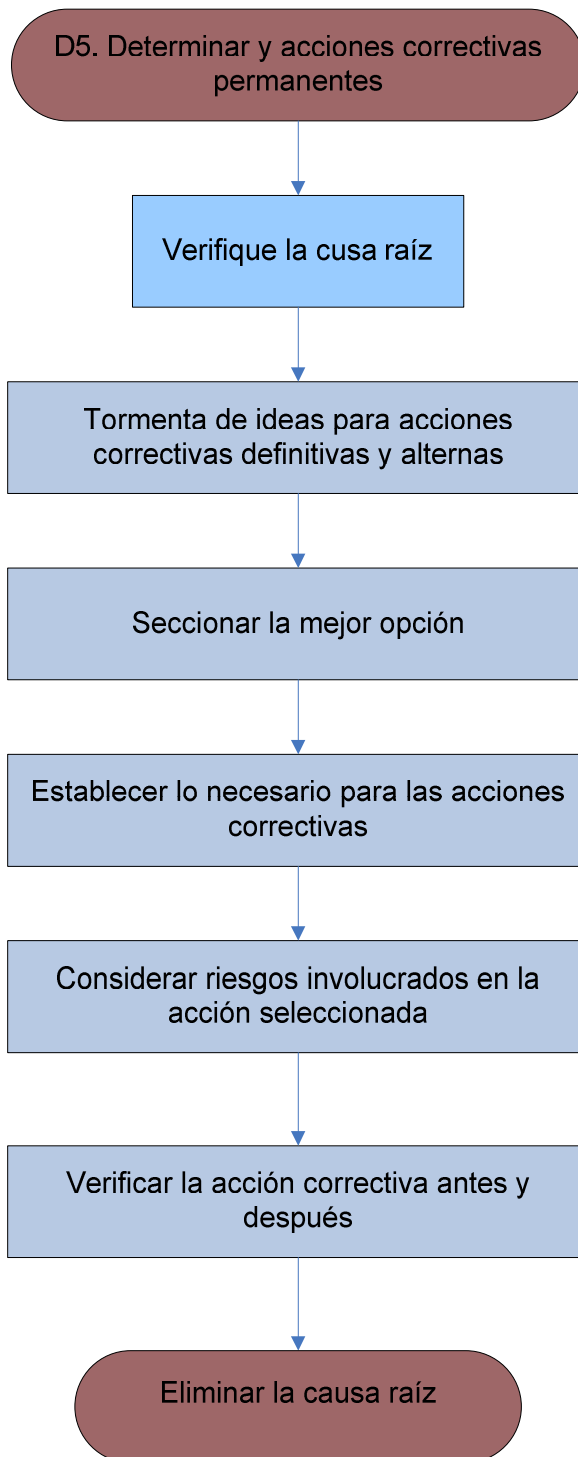 D5. Determinar y acciones correctivas
permanentes
Verifique la cusa raíz
Tormenta de ideas para acciones
correctivas definitivas y alternas
Seccionar la mejor opción
Establecer lo necesario para las acciones
correctivas
Considerar riesgos involucrados en la
acción seleccionada
Verificar la acción correctiva antes y
después
Eliminar la causa raíz